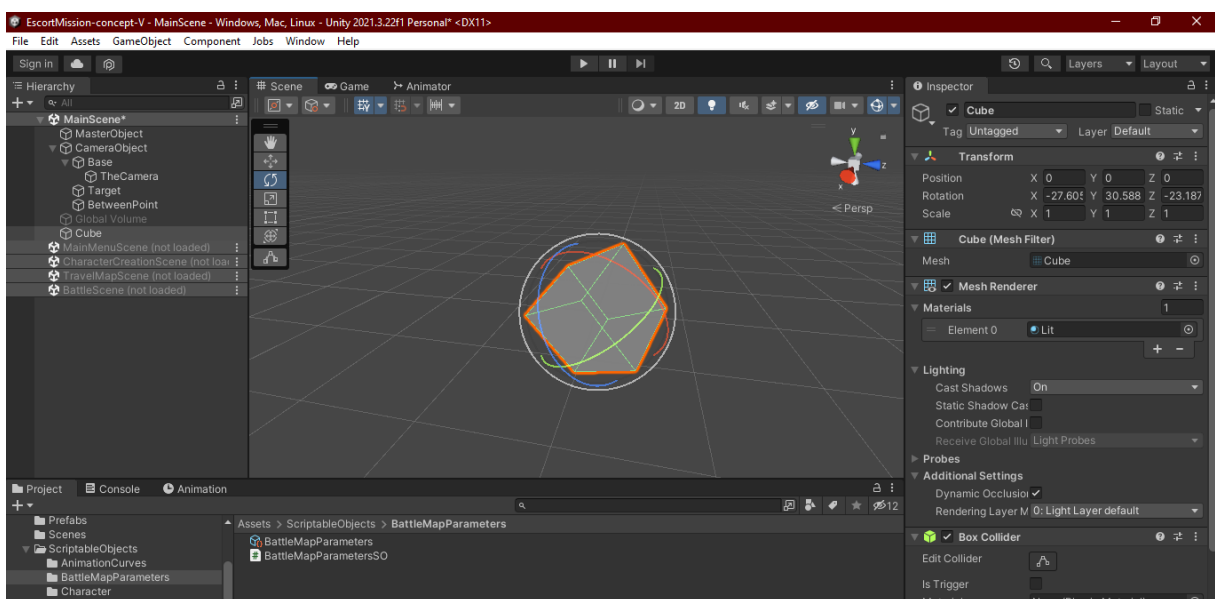 EscortMission-concept-V - MainScene - Windows, Mac, Linux - Unity 2021.3.22f1 Personal* <DX11>
File Edit Assets GameObject Component Jobs Window Help
Sign in Layers Layout
Hierarchy
All
MainScene*
MasterObject
CameraObject
Base
TheCamera
Target
BetweenPoint
Global Volume
Cube
MainMenuScene (not loaded)
CharacterCreationScene (not loa
TravelMapScene (not loaded)
BattleScene (not loaded)
Scene Game Animator
2D
y
z
x
Persp
Inspector
Cube Static
Tag Untagged Layer Default
Transform
Position X 0 Y 0 Z 0
Rotation X -27.605 Y 30.588 Z -23.187
Scale X 1 Y 1 Z 1
Cube (Mesh Filter)
Mesh Cube
Mesh Renderer
Materials 1
Element 0 Lit
Lighting
Cast Shadows On
Static Shadow Cas
Contribute Global I
Receive Global Illu Light Probes
Probes
Additional Settings
Dynamic Occlusion
Rendering Layer M 0: Light Layer default
Box Collider
Edit Collider
Is Trigger
Project Console Animation
12
Prefabs
Scenes
ScriptableObjects
AnimationCurves
BattleMapParameters
Character
Assets > ScriptableObjects > BattleMapParameters
BattleMapParameters
BattleMapParametersSO